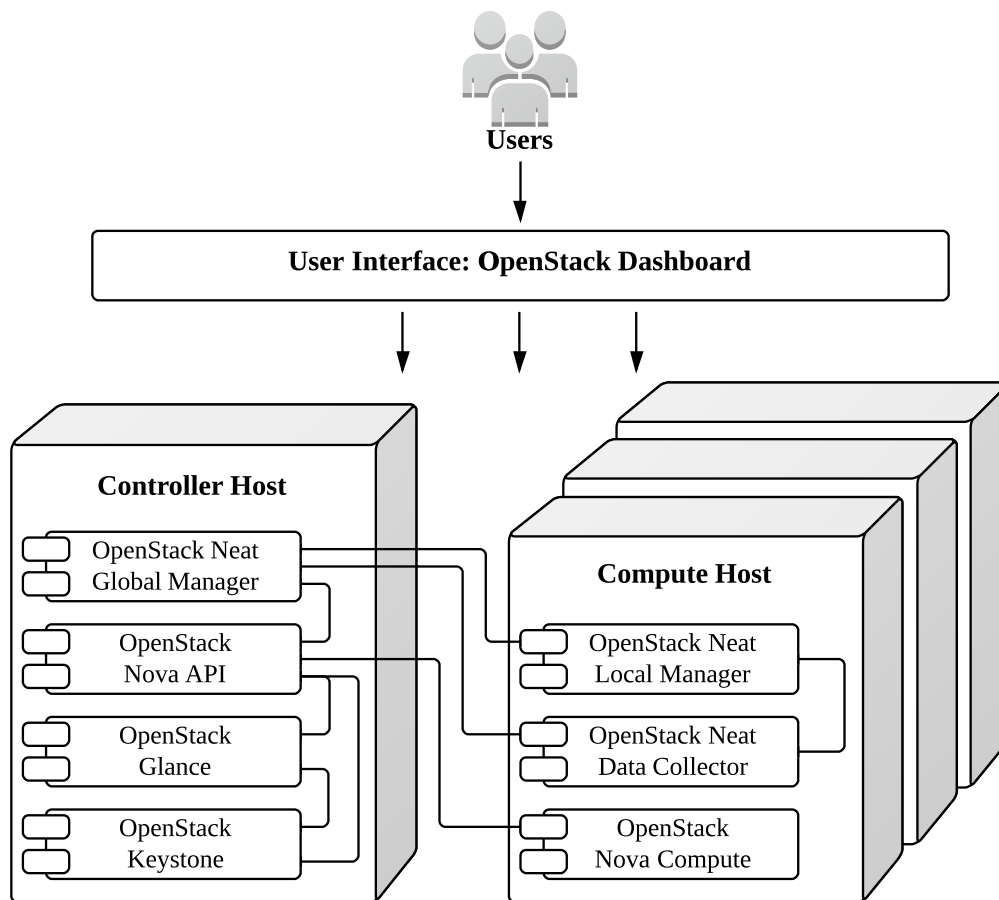 Users
User Interface: OpenStack Dashboard
Controller Host
OpenStack Neat
Global Manager
OpenStack
Nova API
OpenStack
Glance
OpenStack
Keystone
Compute Host
OpenStack Neat
Local Manager
OpenStack Neat
Data Collector
OpenStack
Nova Compute